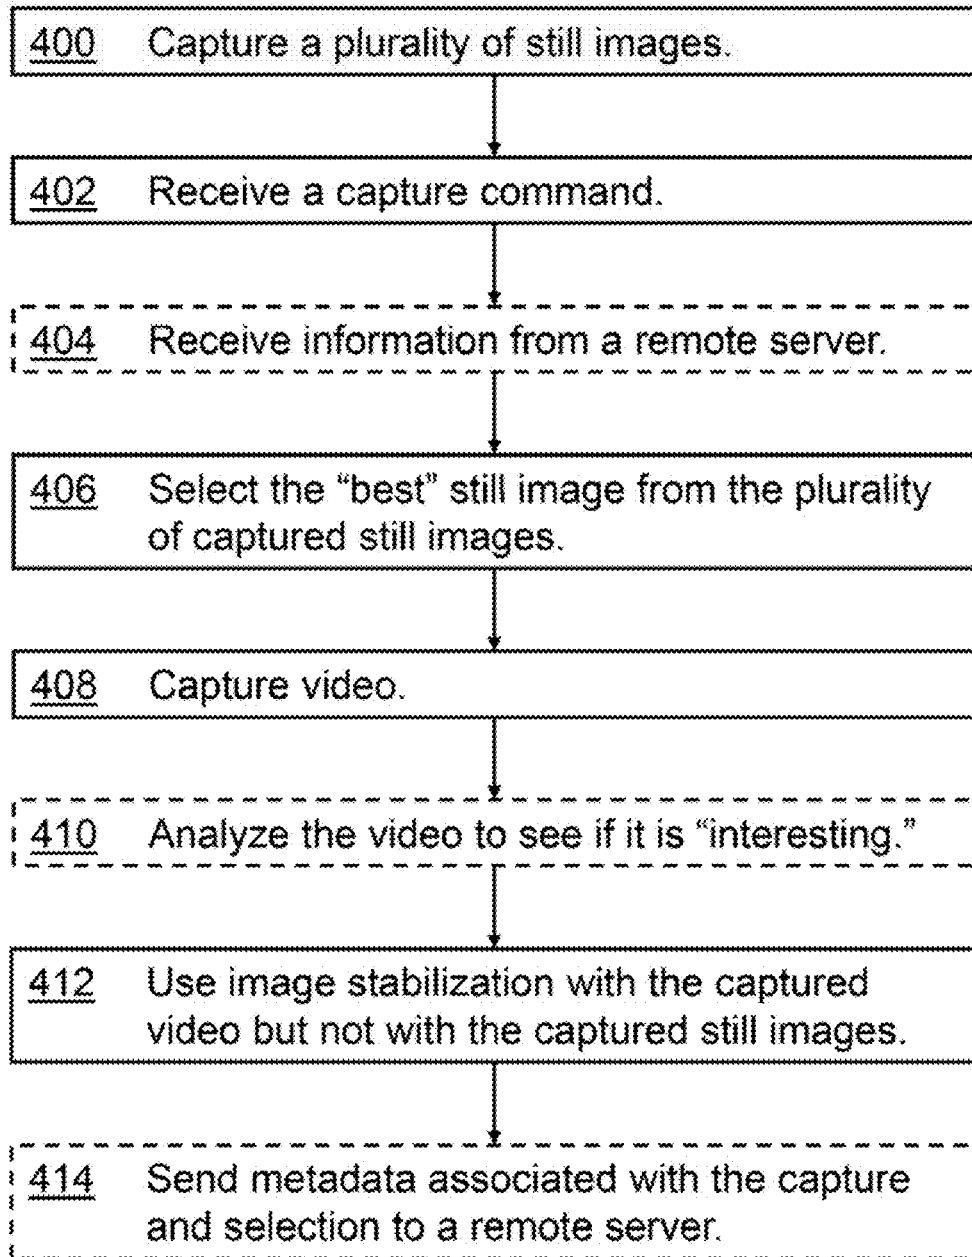 400 Capture a plurality of still images.
402 Receive a capture command.
404 Receive information from a remote server.
406 Select the “best” still image from the plurality
of captured still images.
408 Capture video.
410 Analyze the video to see if it is “interesting.”
412 Use image stabilization with the captured
video but not with the captured still images.
414 Send metadata associated with the capture
and selection to a remote server.